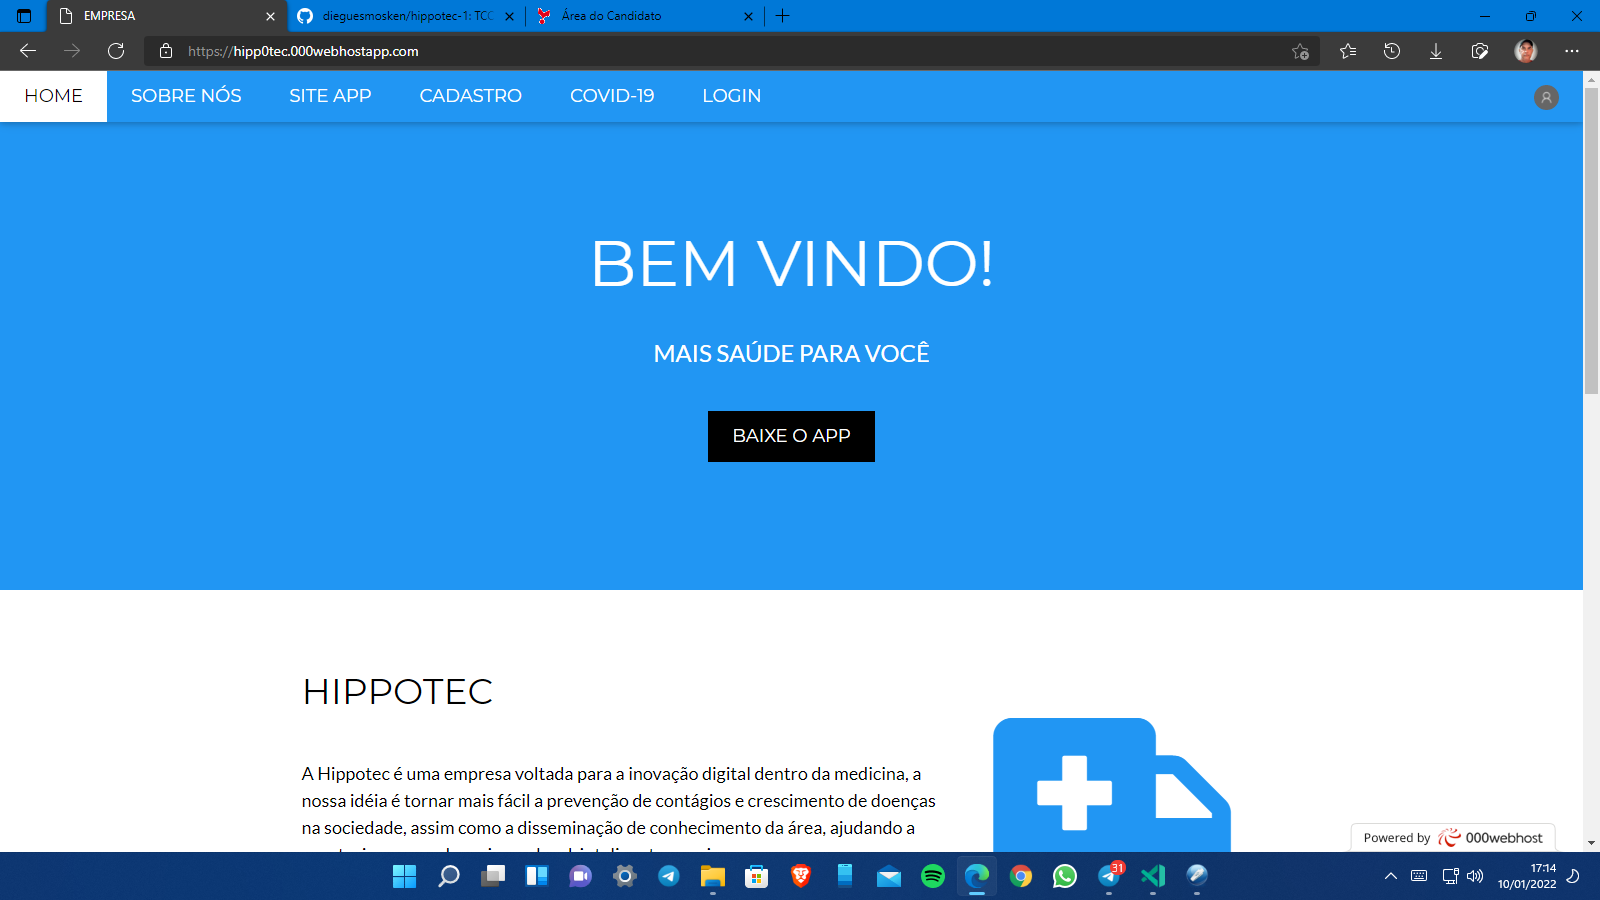 EMPRESA
dieguesmosken/hippotec-1: TCC
Área do Candidato
https://hipp0tec.000webhostapp.com
HOME
SOBRE NÓS
SITE APP
CADASTRO
COVID-19
LOGIN
BEM VINDO!
MAIS SAÚDE PARA VOCÊ
BAIXE O APP
HIPPOTEC
A Hippotec é uma empresa voltada para a inovação digital dentro da medicina, a
nossa idéia é tornar mais fácil a prevenção de contágios e crescimento de doenças
na sociedade, assim como a disseminação de conhecimento da área, ajudando a
Powered by 000webhost
31
17:14
10/01/2022